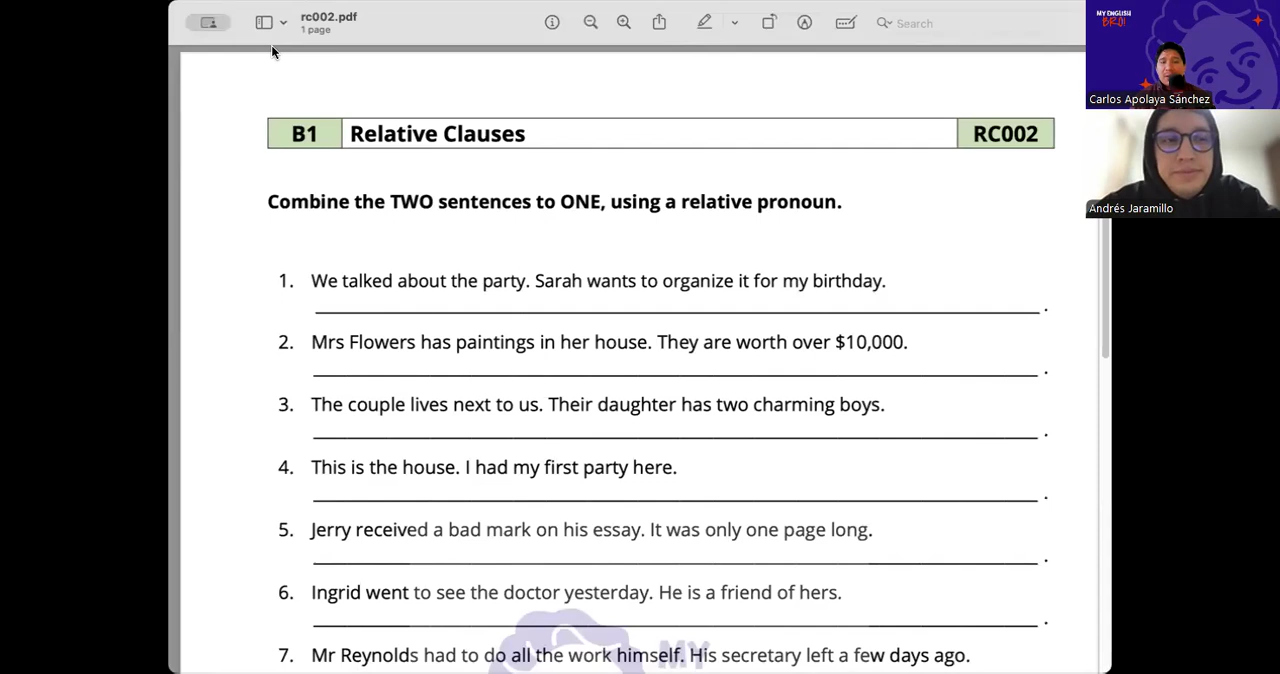 rc002.pdf
1 page
Search
MY ENGLISH
BRO!
Carlos Apolaya Sánchez
Andrés Jaramillo
B1 Relative Clauses RC002
Combine the TWO sentences to ONE, using a relative pronoun.
1. We talked about the party. Sarah wants to organize it for my birthday.
.
2. Mrs Flowers has paintings in her house. They are worth over $10,000.
.
3. The couple lives next to us. Their daughter has two charming boys.
.
4. This is the house. I had my first party here.
.
5. Jerry received a bad mark on his essay. It was only one page long.
.
6. Ingrid went to see the doctor yesterday. He is a friend of hers.
.
7. Mr Reynolds had to do all the work himself. His secretary left a few days ago.
MY